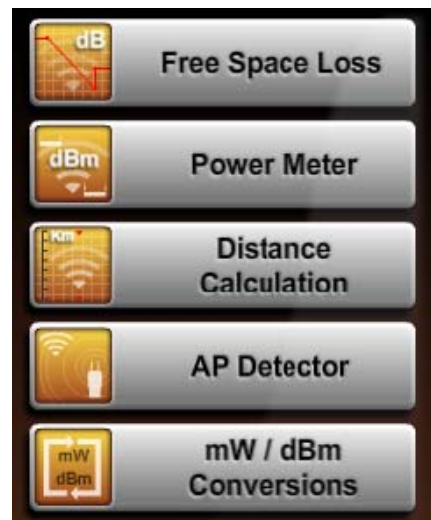 dB
Free Space Loss
dBm
Power Meter
Km
Distance
Calculation
AP Detector
mW
dBm
mW / dBm
Conversions